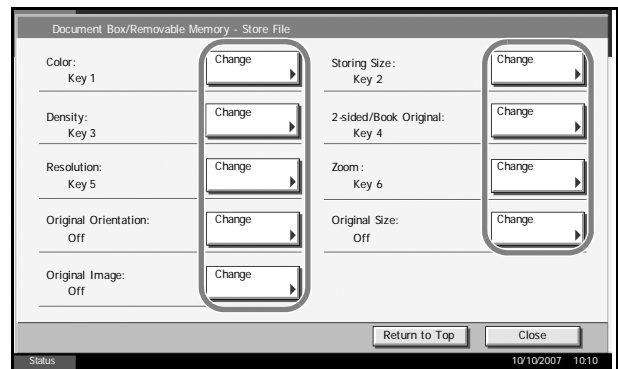 Document Box/Removable Memory - Store File
Color:
Key 1
Change
Storing Size:
Key 2
Change
Density:
Key 3
Change
2-sided/Book Original:
Key 4
Change
Resolution:
Key 5
Change
Zoom:
Key 6
Change
Original Orientation:
Off
Change
Original Size:
Off
Change
Original Image:
Off
Change
Return to Top
Close
Status
10/10/2007 10:10